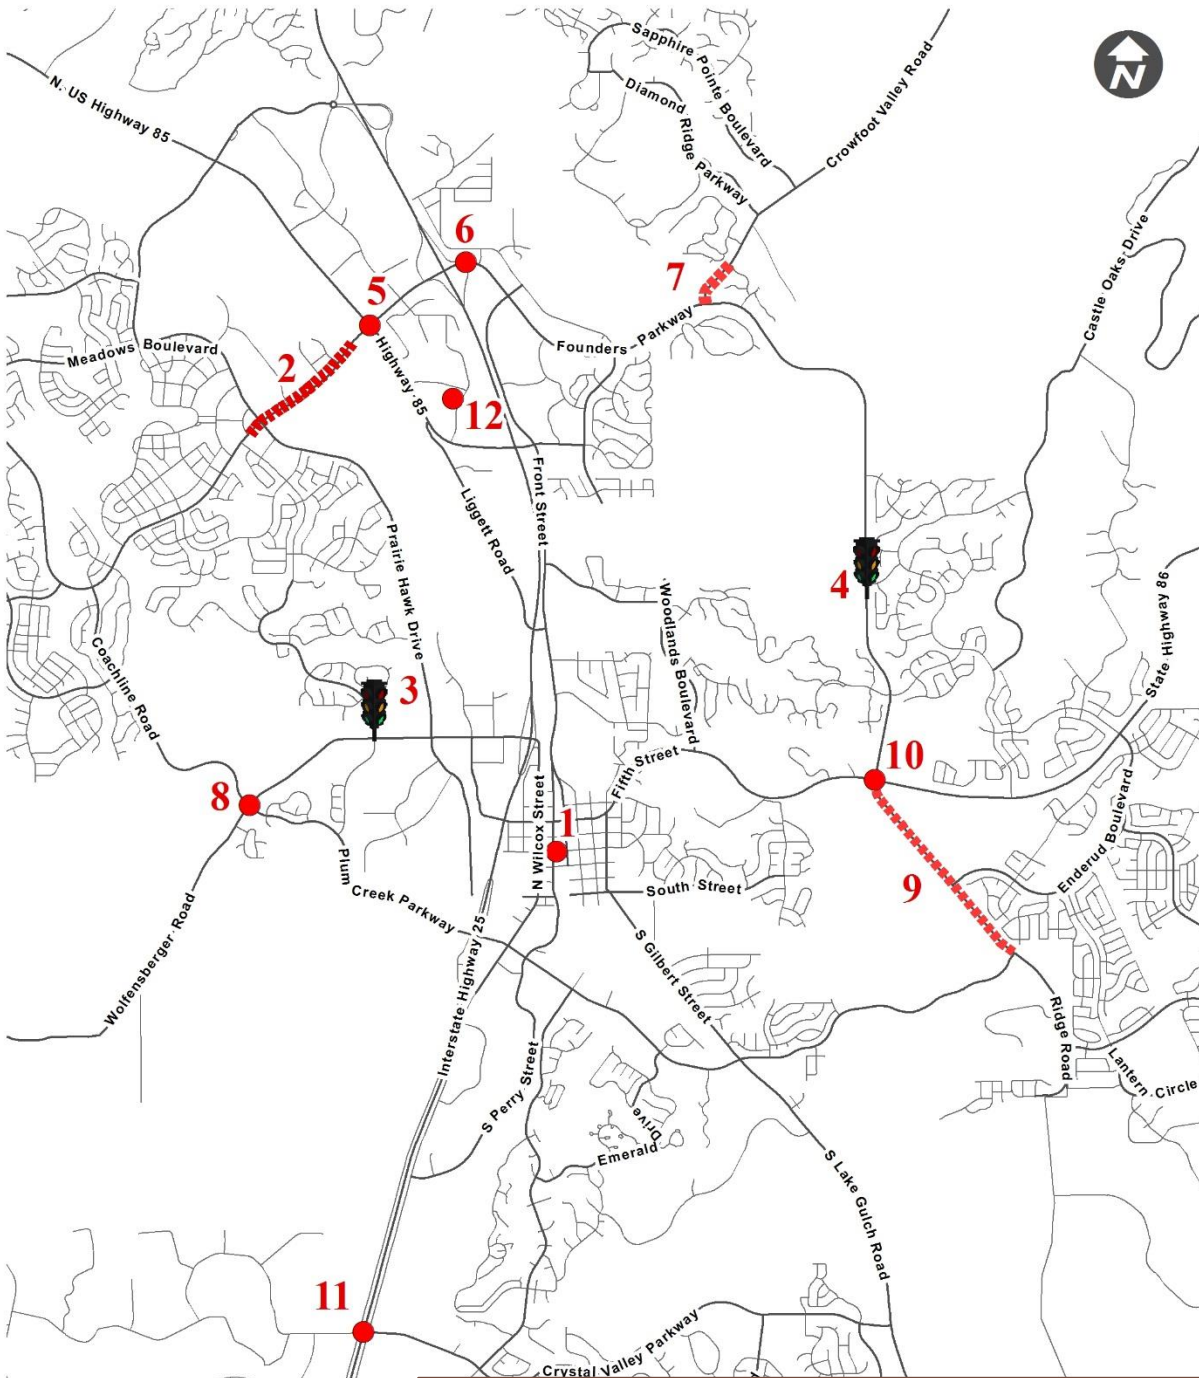 N
N. US Highway 85
Sapphire Pointe Boulevard
Diamond Ridge Parkway
Crowfoot Valley Road
6
7
5
Castle Oaks Drive
Founders Parkway
Meadows Boulevard
2
Highway 85
12
Front Street
Liggett Road
Prairie Hawk Drive
4
Woodlands Boulevard
State Highway 86
Coachline Road
3
Fifth Street
10
8
N Wilcox Street
1
Enderud Boulevard
Plum Creek Parkway
South Street
9
Wolfensberger Road
S Gilbert Street
Interstate Highway 25
Ridge Road
S Perry Street
Lantern Circle
Emerald Drive
S Lake Gulch Road
11
Crystal Valley Parkway